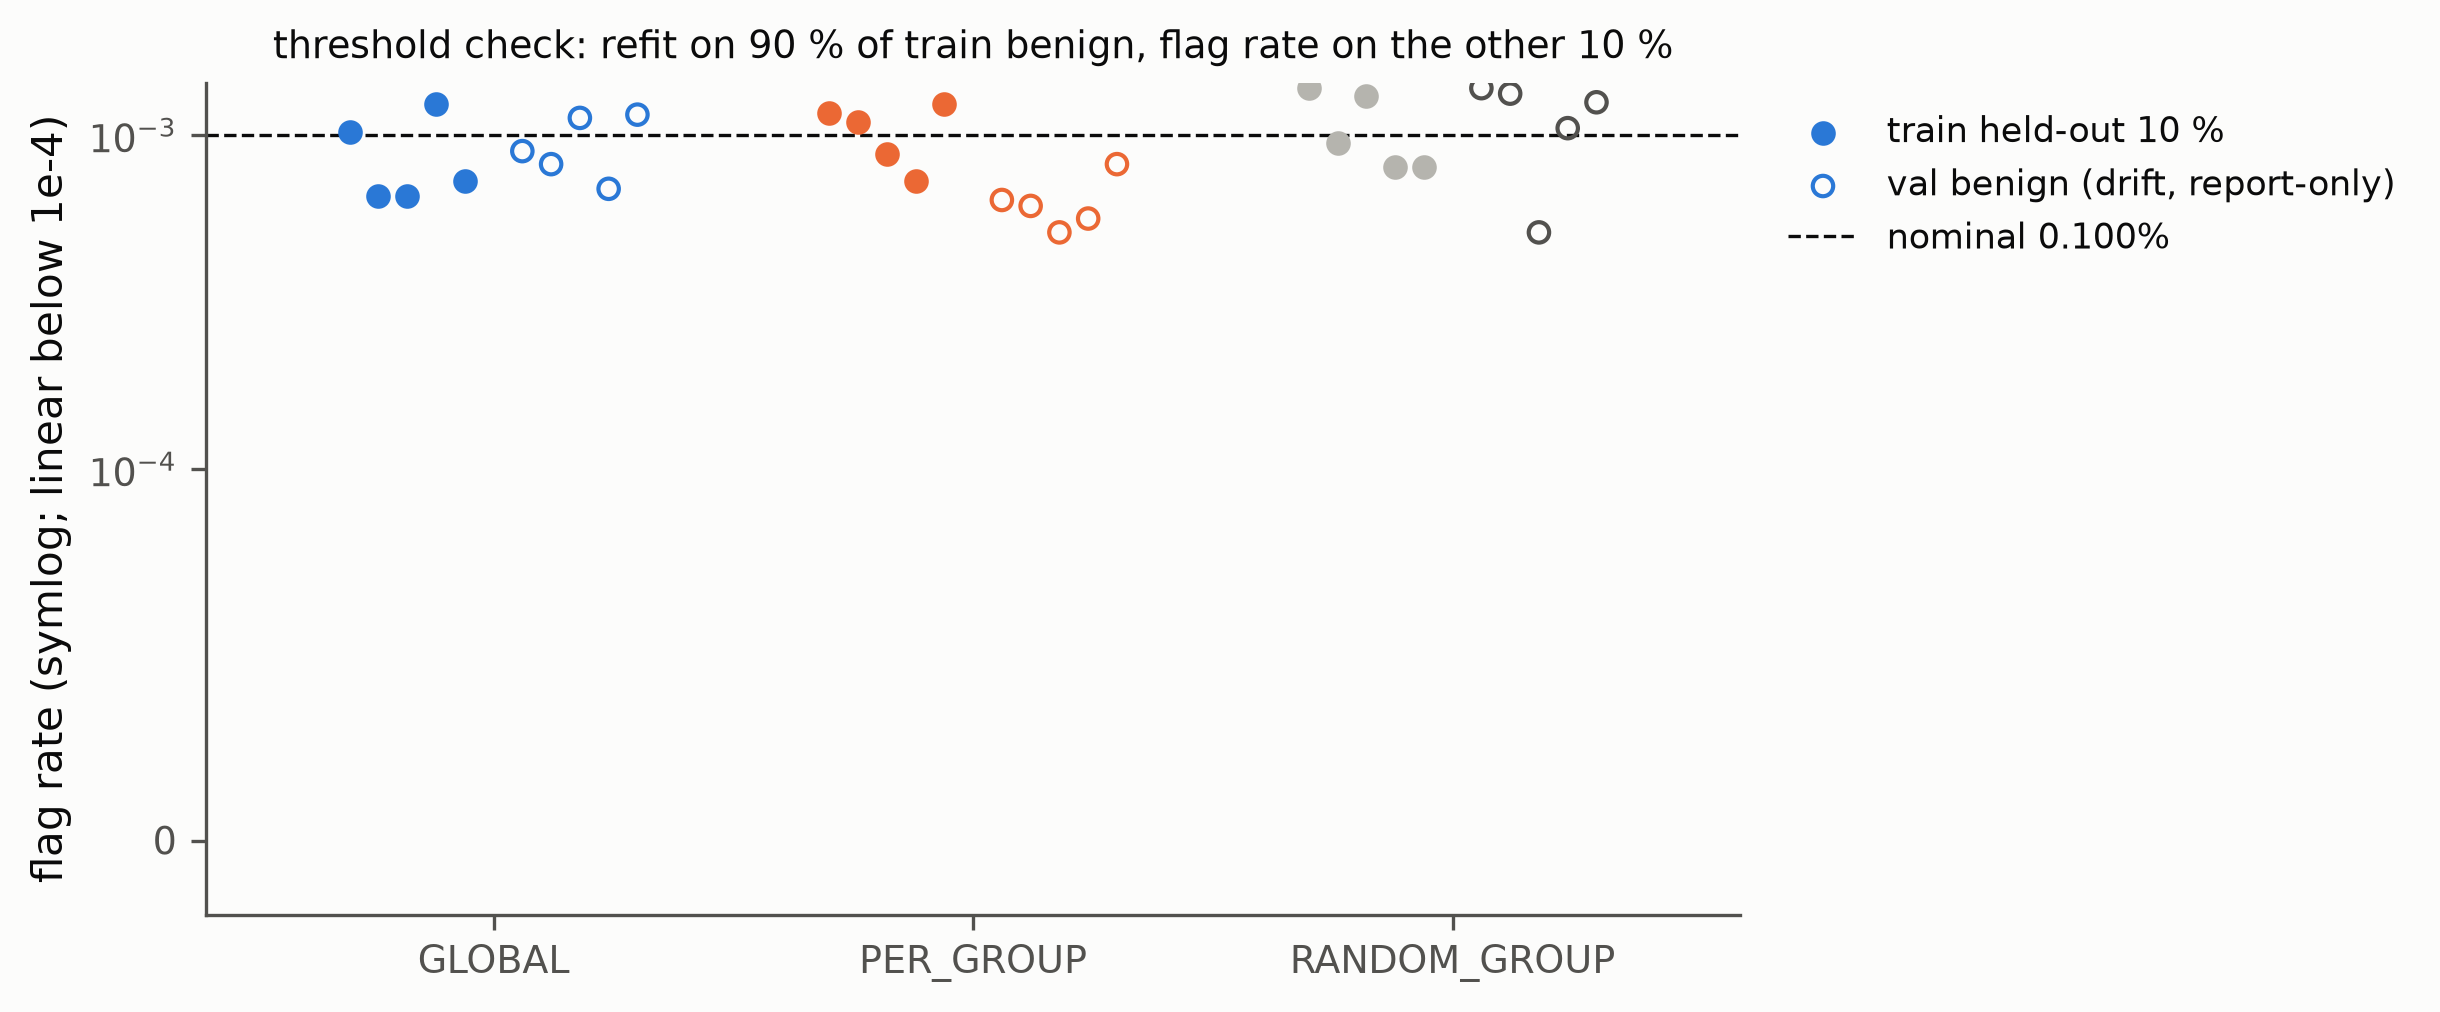 threshold check: refit on 90 % of train benign, flag rate on the other 10 %
flag rate (symlog; linear below 1e-4)
10⁻³
10⁻⁴
0
GLOBAL
PER_GROUP
RANDOM_GROUP
train held-out 10 %
val benign (drift, report-only)
nominal 0.100%